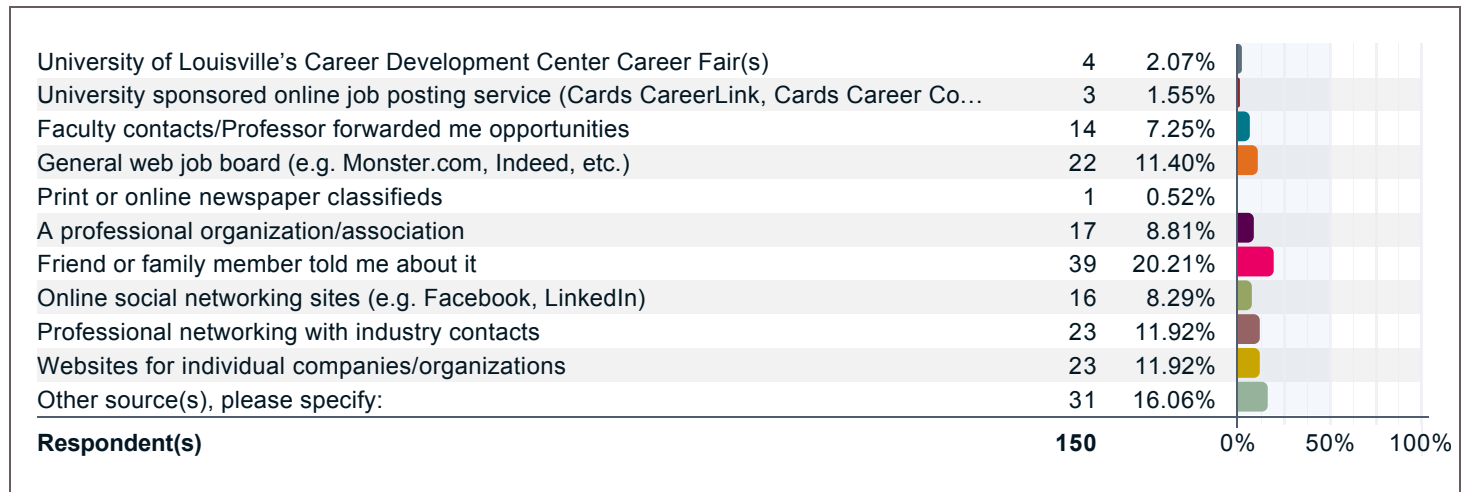 University of Louisville’s Career Development Center Career Fair(s) 4 2.07%
University sponsored online job posting service (Cards CareerLink, Cards Career Co… 3 1.55%
Faculty contacts/Professor forwarded me opportunities 14 7.25%
General web job board (e.g. Monster.com, Indeed, etc.) 22 11.40%
Print or online newspaper classifieds 1 0.52%
A professional organization/association 17 8.81%
Friend or family member told me about it 39 20.21%
Online social networking sites (e.g. Facebook, LinkedIn) 16 8.29%
Professional networking with industry contacts 23 11.92%
Websites for individual companies/organizations 23 11.92%
Other source(s), please specify: 31 16.06%
Respondent(s) 150 0% 50% 100%